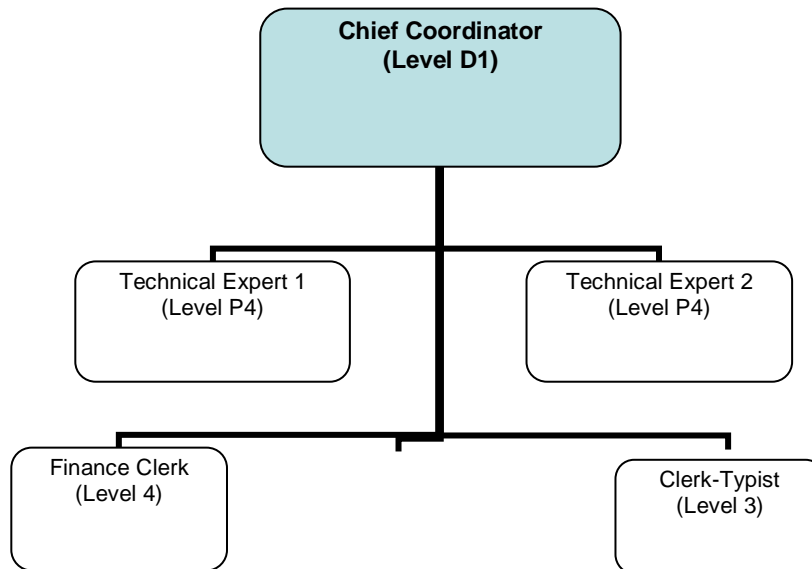 Chief Coordinator
(Level D1)
Technical Expert 1
(Level P4)
Technical Expert 2
(Level P4)
Finance Clerk
(Level 4)
Clerk-Typist
(Level 3)